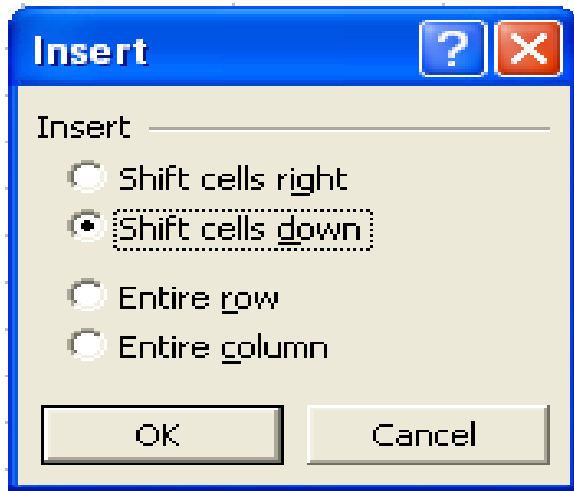 Insert ?
Insert
Shift cells right
Shift cells down
Entire row
Entire column
OK Cancel